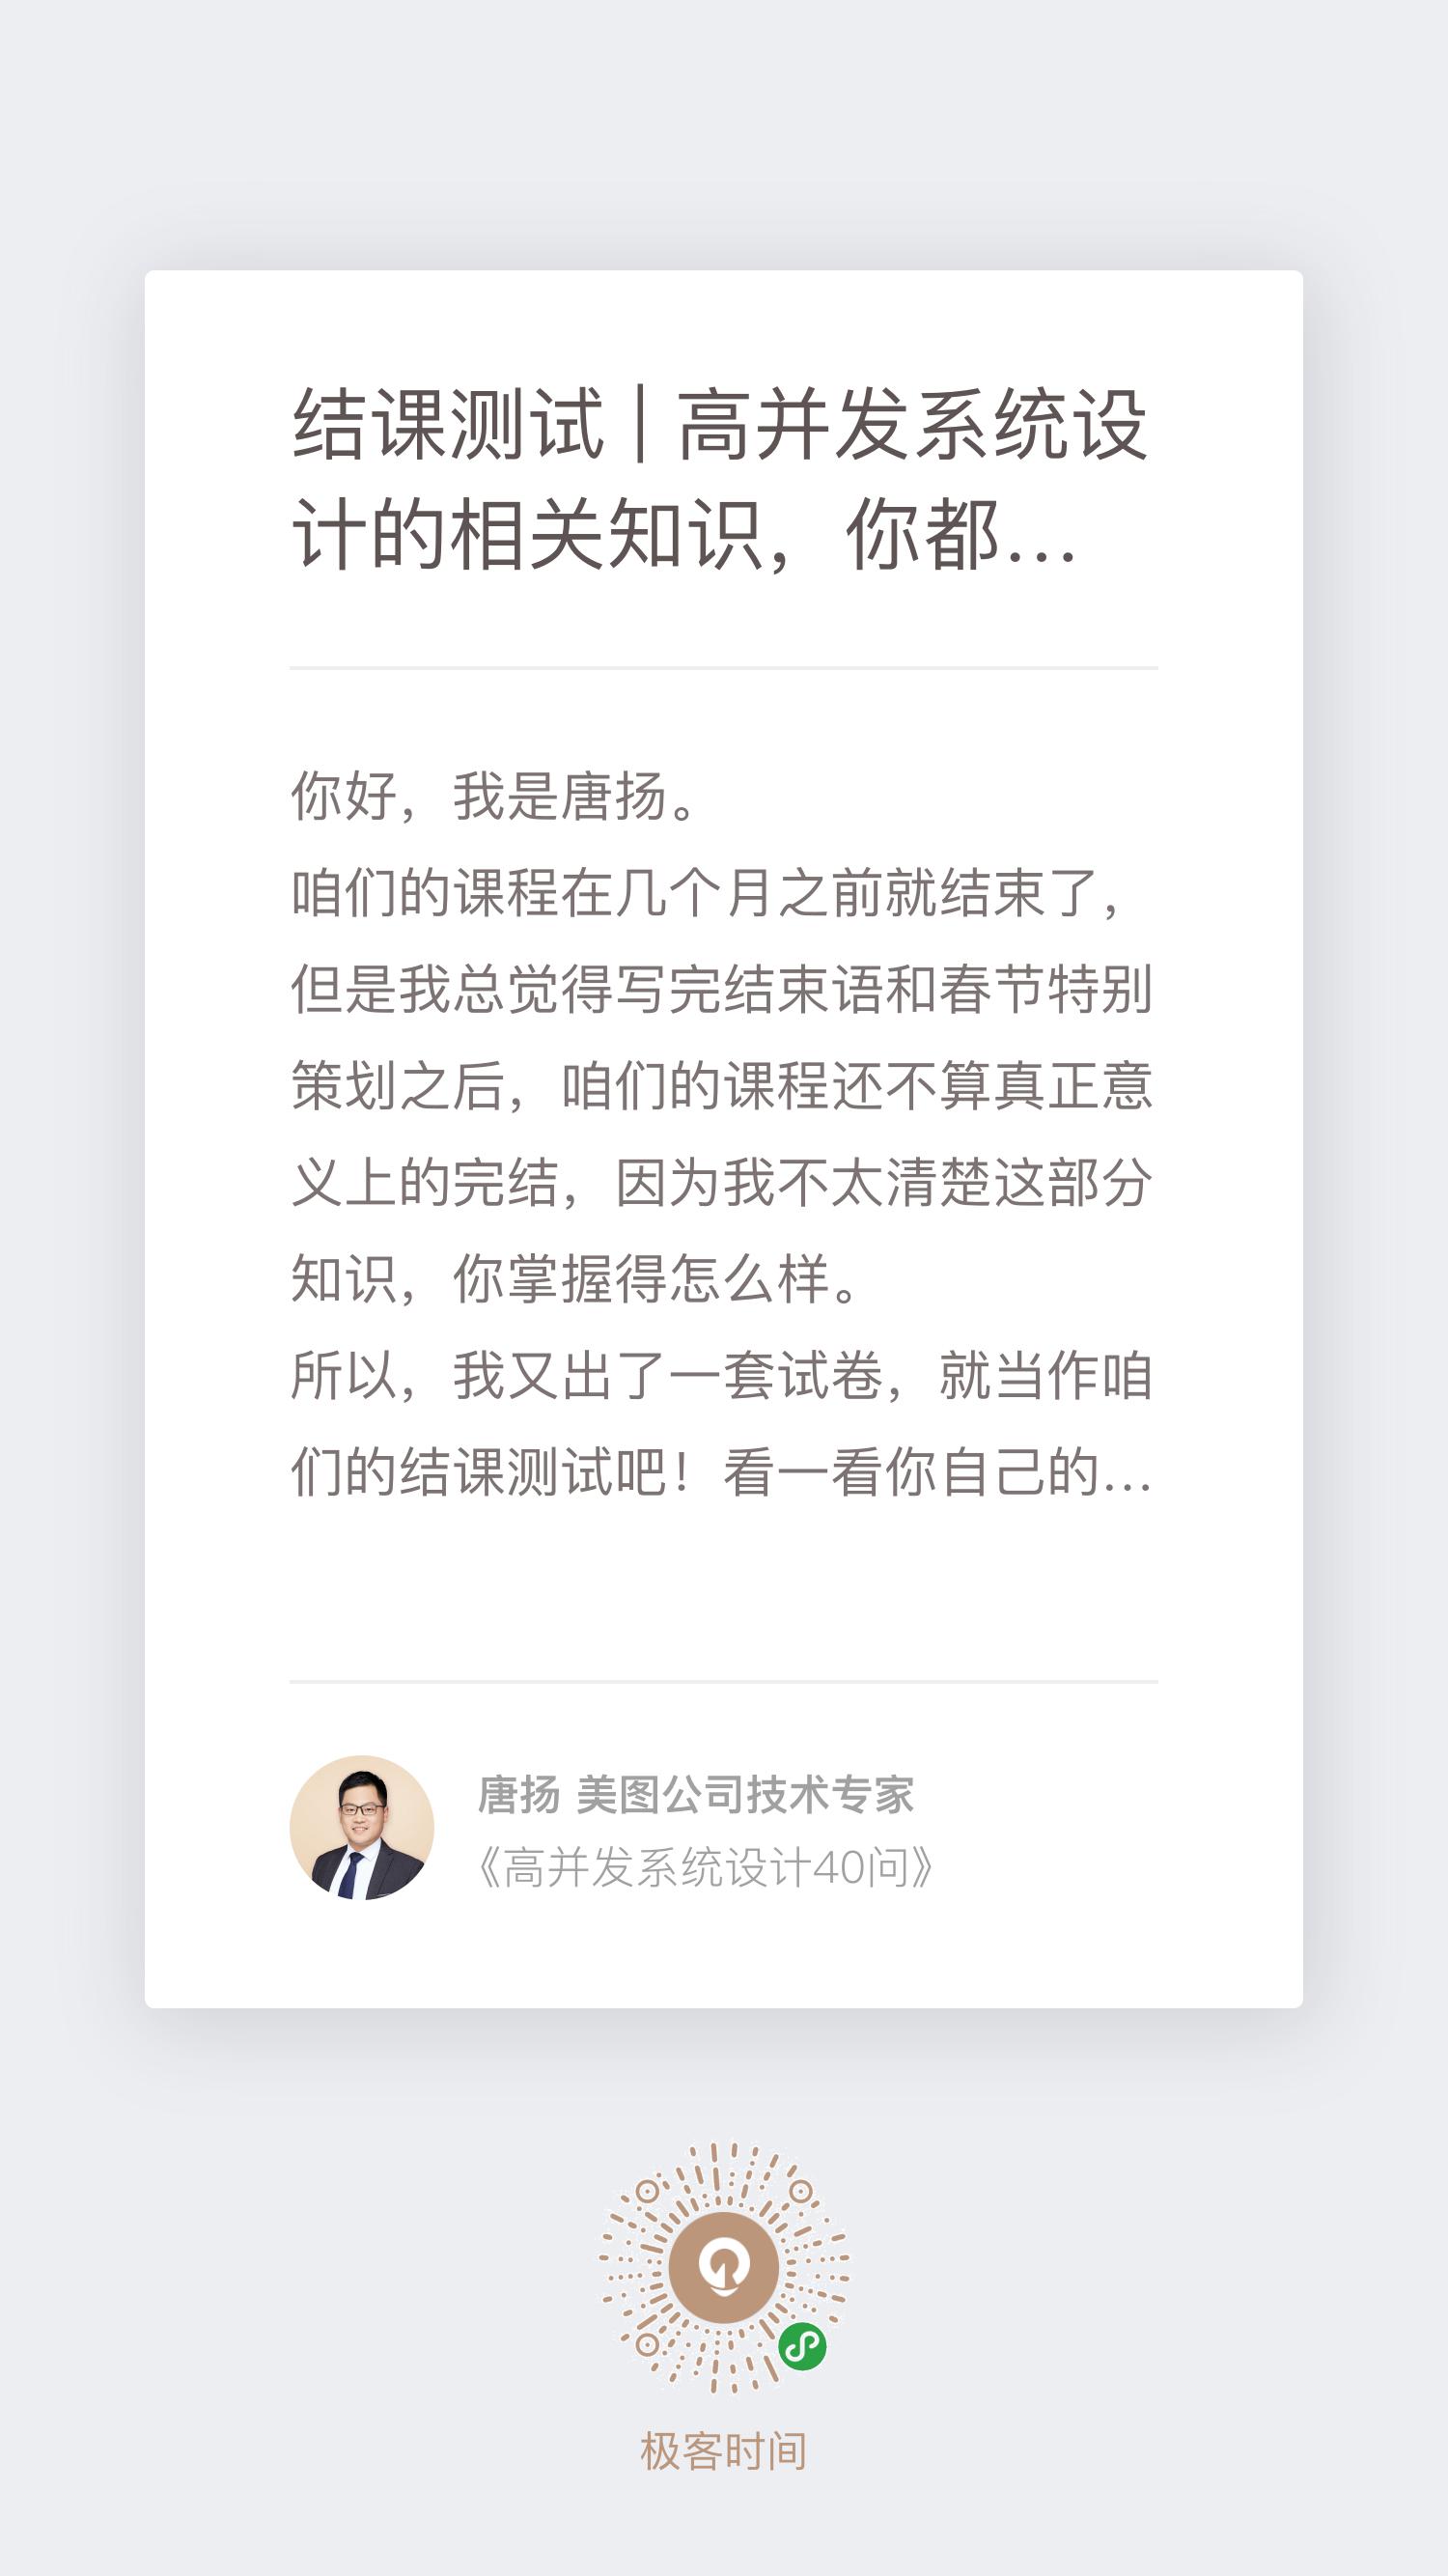 结课测试 | 高并发系统设
计的相关知识，你都...
你好，我是唐扬。
咱们的课程在几个月之前就结束了，
但是我总觉得写完结束语和春节特别
策划之后，咱们的课程还不算真正意
义上的完结，因为我不太清楚这部分
知识，你掌握得怎么样。
所以，我又出了一套试卷，就当作咱
们的结课测试吧！看一看你自己的...
唐扬 美图公司技术专家
《高并发系统设计40问》
极客时间